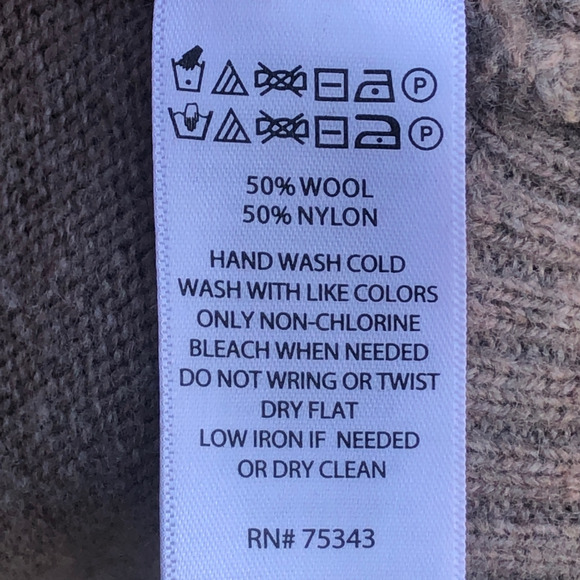 P
P
50% WOOL
50% NYLON
HAND WASH COLD
WASH WITH LIKE COLORS
ONLY NON-CHLORINE
BLEACH WHEN NEEDED
DO NOT WRING OR TWIST
DRY FLAT
LOW IRON IF NEEDED
OR DRY CLEAN
RN# 75343